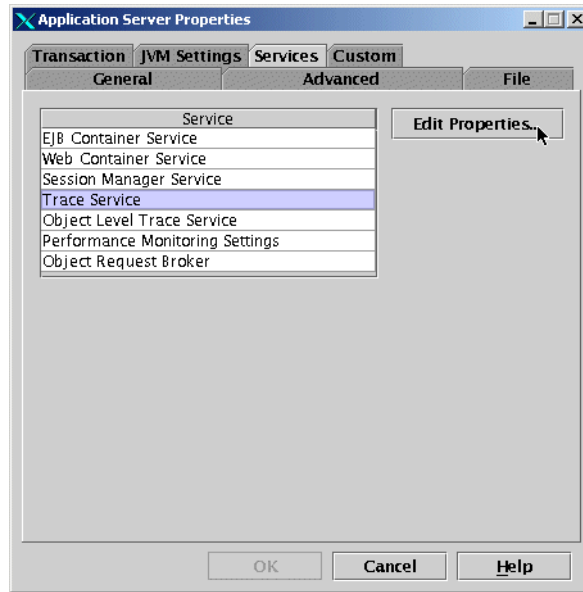 Application Server Properties
Transaction JVM Settings Services Custom
General Advanced File
Service
Edit Properties...
EJB Container Service
Web Container Service
Session Manager Service
Trace Service
Object Level Trace Service
Performance Monitoring Settings
Object Request Broker
OK Cancel Help